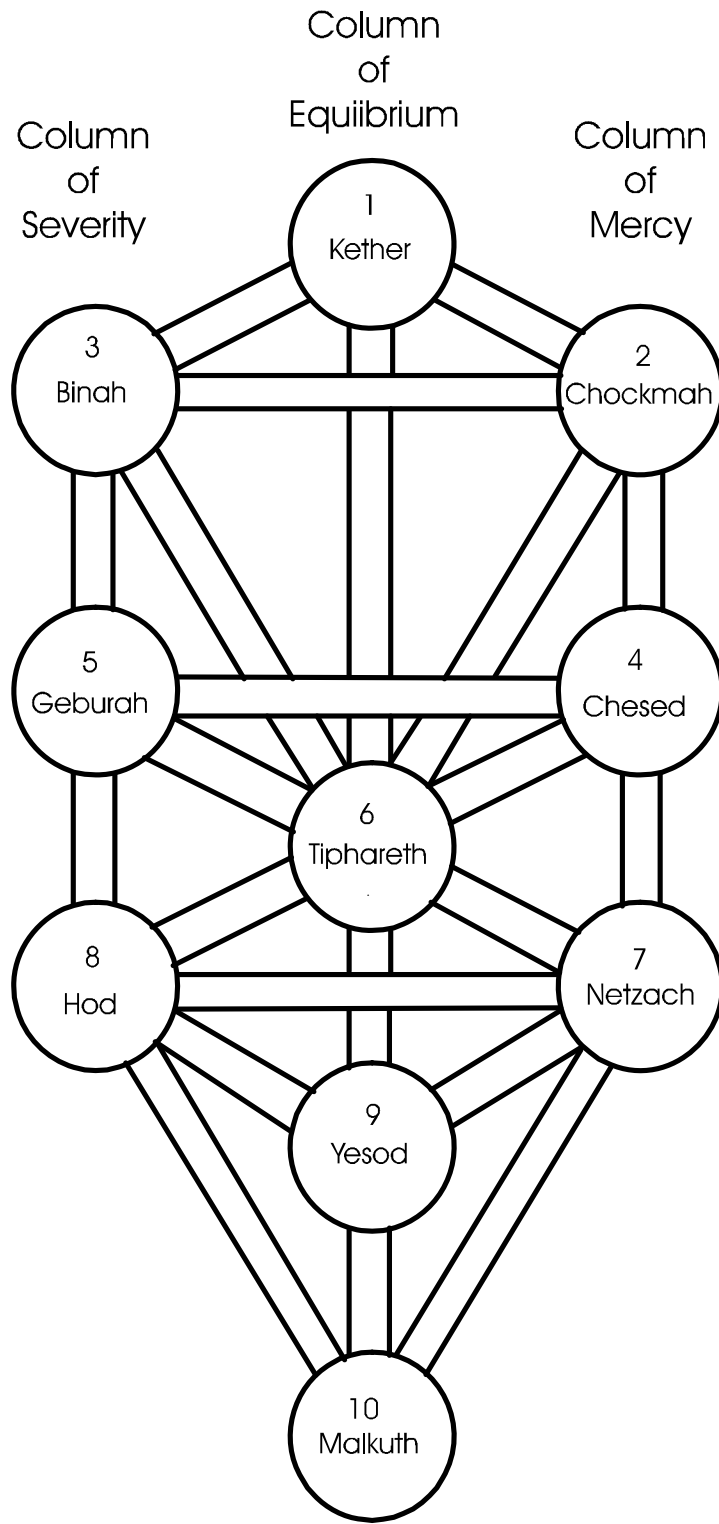 Column
of
Equiibrium
Column
of
Severity
Column
of
Mercy
1
Kether
3
Binah
2
Chockmah
5
Geburah
4
Chesed
6
Tiphareth
8
Hod
7
Netzach
9
Yesod
10
Malkuth